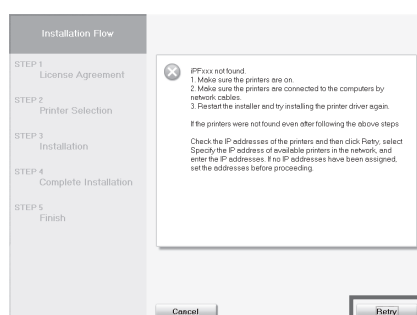 Installation Flow
STEP 1
License Agreement
STEP 2
Printer Selection
STEP 3
Installation
STEP 4
Complete Installation
STEP 5
Finish
iPFxxx not found.
1. Make sure the printers are on.
2. Make sure the printers are connected to the computers by
network cables.
3. Restart the installer and try installing the printer driver again.
If the printers were not found even after following the above steps
Check the IP addresses of the printers and then click Retry, select
Specify the IP address of available printers in the network, and
enter the IP addresses. If no IP addresses have been assigned,
set the addresses before proceeding.
Cancel
Retry